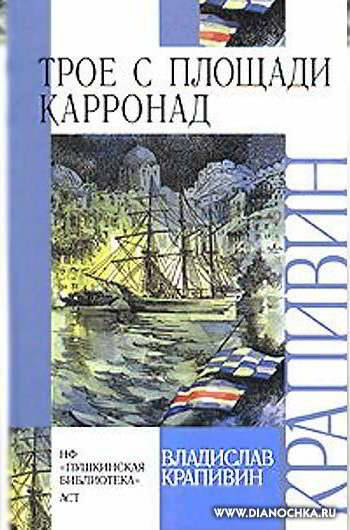 ТРОЕ С ПЛОЩАДИ
КАРРОНАД
КРАПИВИН
НФ
«ПУШКИНСКАЯ
БИБЛИОТЕКА»
АСТ
ВЛАДИСЛАВ
КРАПИВИН
WWW.DIANOCHKA.RU